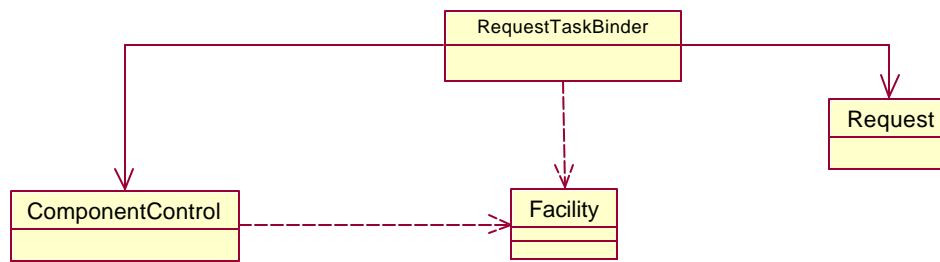 RequestTaskBinder
Request
ComponentControl
Facility